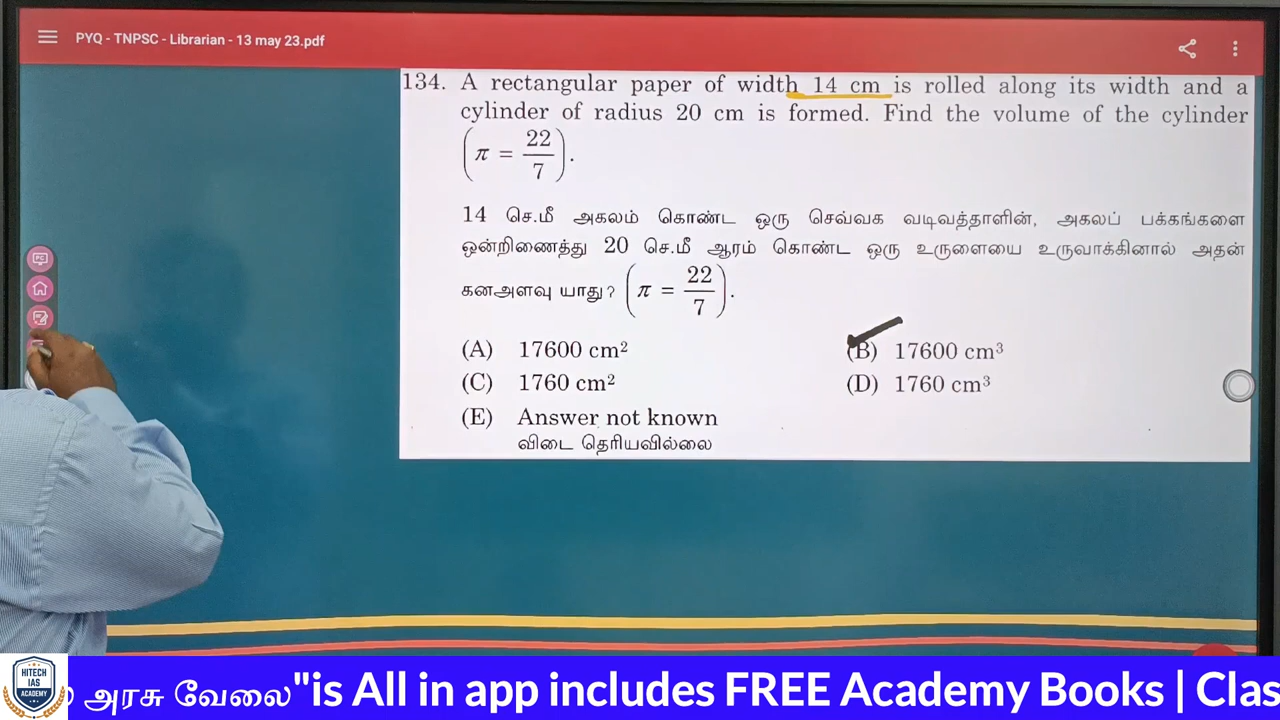 PYQ - TNPSC - Librarian - 13 may 23.pdf
134. A rectangular paper of width 14 cm is rolled along its width and a
cylinder of radius 20 cm is formed. Find the volume of the cylinder
(π = 22/7).
14 செ.மீ அகலம் கொண்ட ஒரு செவ்வக வடிவத்தாளின், அகலப் பக்கங்களை
ஒன்றிணைத்து 20 செ.மீ ஆரம் கொண்ட ஒரு உருளையை உருவாக்கினால் அதன்
கனஅளவு யாது? (π = 22/7).
(A) 17600 cm² (B) 17600 cm³
(C) 1760 cm² (D) 1760 cm³
(E) Answer not known
விடை தெரியவில்லை
HITECH
IAS
ACADEMY
அரசு வேலை"is All in app includes FREE Academy Books | Clas